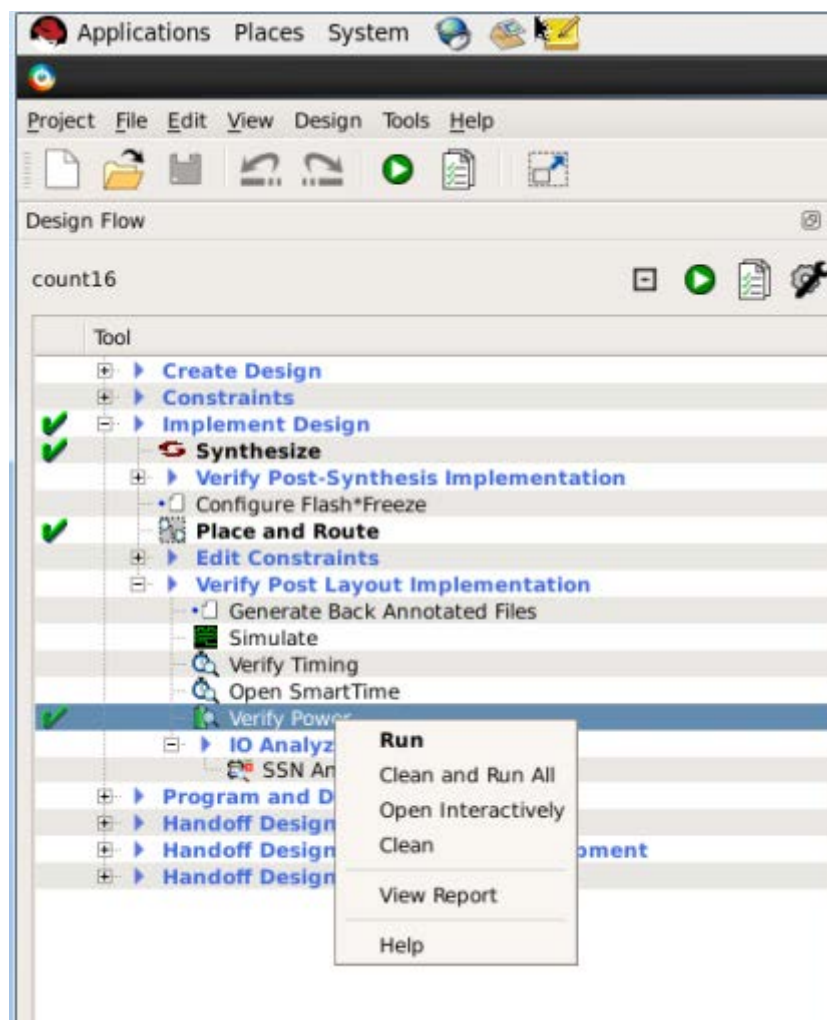 Applications Places System
Project File Edit View Design Tools Help
Design Flow
count16
Tool
Create Design
Constraints
Implement Design
Synthesize
Verify Post-Synthesis Implementation
Configure Flash*Freeze
Place and Route
Edit Constraints
Verify Post Layout Implementation
Generate Back Annotated Files
Simulate
Verify Timing
Open SmartTime
Verify Power
IO Analyz
SSN An
Program and D
Handoff Design
Handoff Design pment
Handoff Design
Run
Clean and Run All
Open Interactively
Clean
View Report
Help